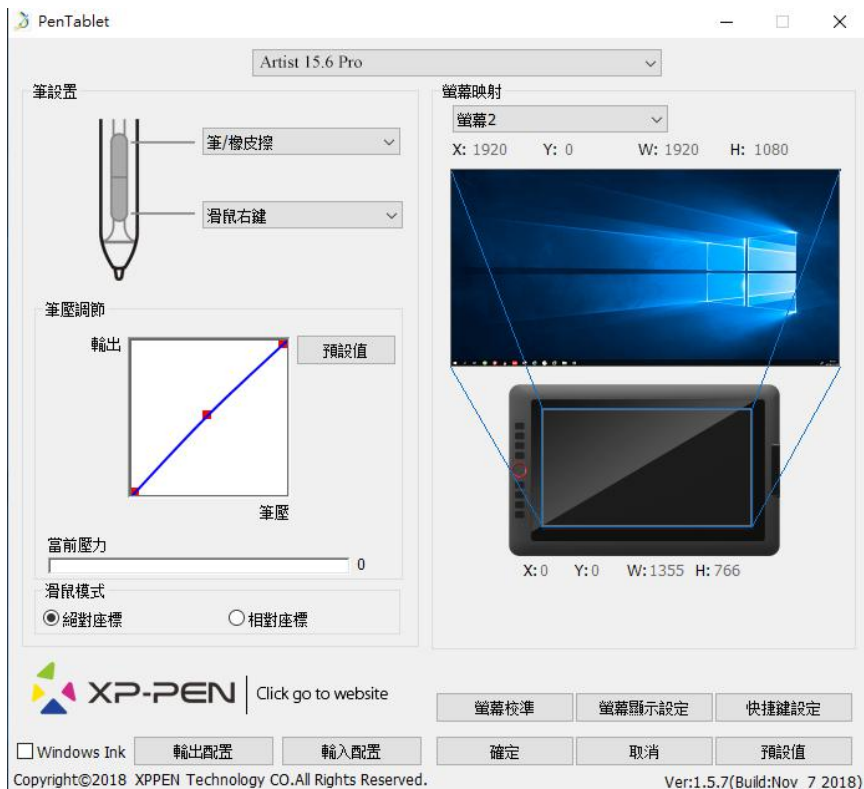 PenTablet
Artist 15.6 Pro
筆設置
筆/橡皮擦
滑鼠右鍵
筆壓調節
輸出
預設值
筆壓
當前壓力
0
滑鼠模式
絕對座標
相對座標
螢幕映射
螢幕2
X: 1920 Y: 0 W: 1920 H: 1080
X: 0 Y: 0 W: 1355 H: 766
XP-PEN
Click go to website
螢幕校準 螢幕顯示設定 快捷鍵設定
Windows Ink 輸出配置 輸入配置 確定 取消 預設值
Copyright©2018 XPPEN Technology CO.All Rights Reserved.
Ver:1.5.7(Build:Nov 7 2018)